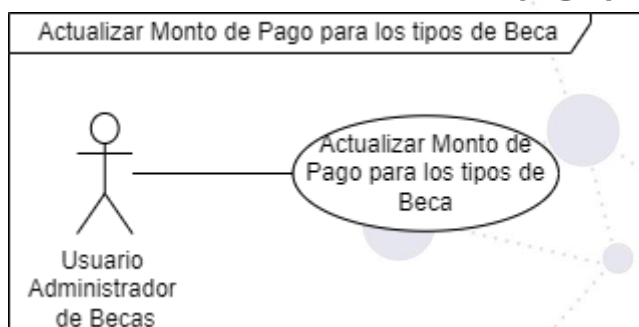 Actualizar Monto de Pago para los tipos de Beca
Actualizar Monto de
Pago para los tipos de
Beca
Usuario
Administrador
de Becas